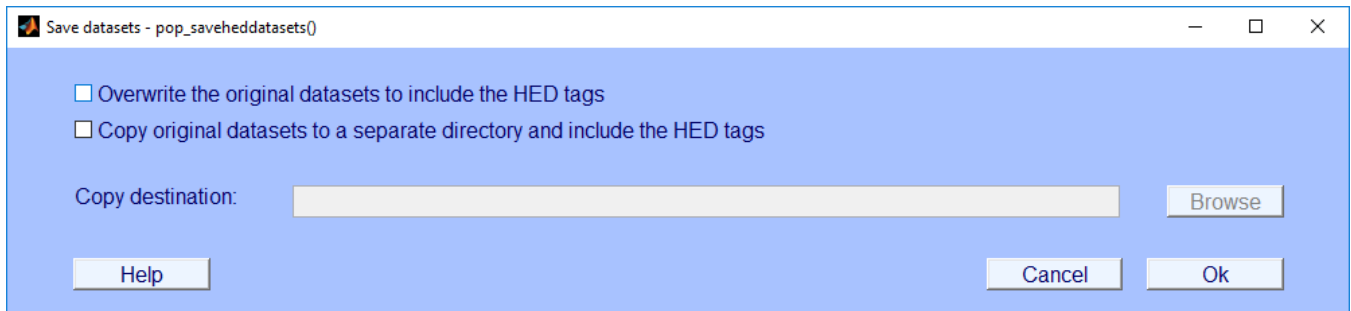 Save datasets - pop_saveheddatasets()
Overwrite the original datasets to include the HED tags
Copy original datasets to a separate directory and include the HED tags
Copy destination:
Browse
Help
Cancel
Ok